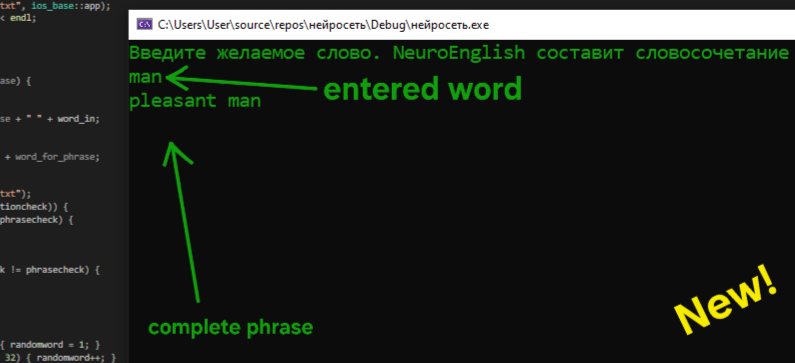 txt", ios_base::app);
< endl;
ase) {
se + " " + word_in;
+ word_for_phrase;
txt");
tioncheck)) {
phrasecheck) {
k != phrasecheck) {
{ randomword = 1; }
32) { randomword++; }
C:\Users\User\source\repos\нейросеть\Debug\нейросеть.exe
Введите желаемое слово. NeuroEnglish составит словосочетание
man
entered word
pleasant man
complete phrase
New!